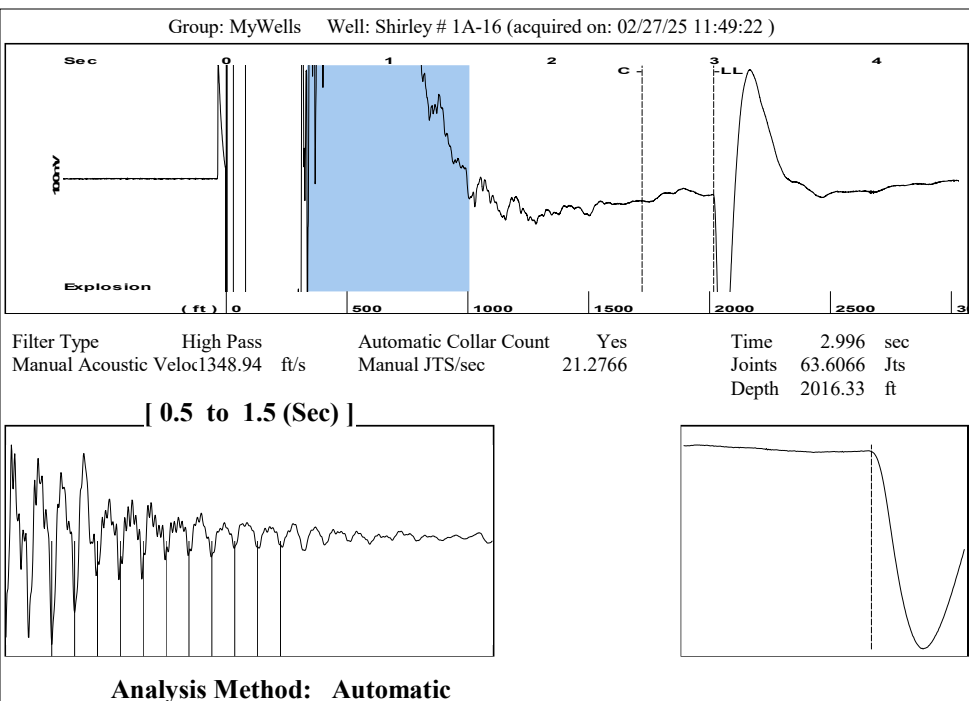 Group: MyWells Well: Shirley # 1A-16 (acquired on: 02/27/25 11:49:22 )
Sec 0 1 2 3 4
C -LL
100mV
Explosion
( ft ) 0 500 1000 1500 2000 2500
Filter Type High Pass Automatic Collar Count Yes Time 2.996 sec
Manual Acoustic Veloc1348.94 ft/s Manual JTS/sec 21.2766 Joints 63.6066 Jts
Depth 2016.33 ft
[ 0.5 to 1.5 (Sec) ]
Analysis Method: Automatic